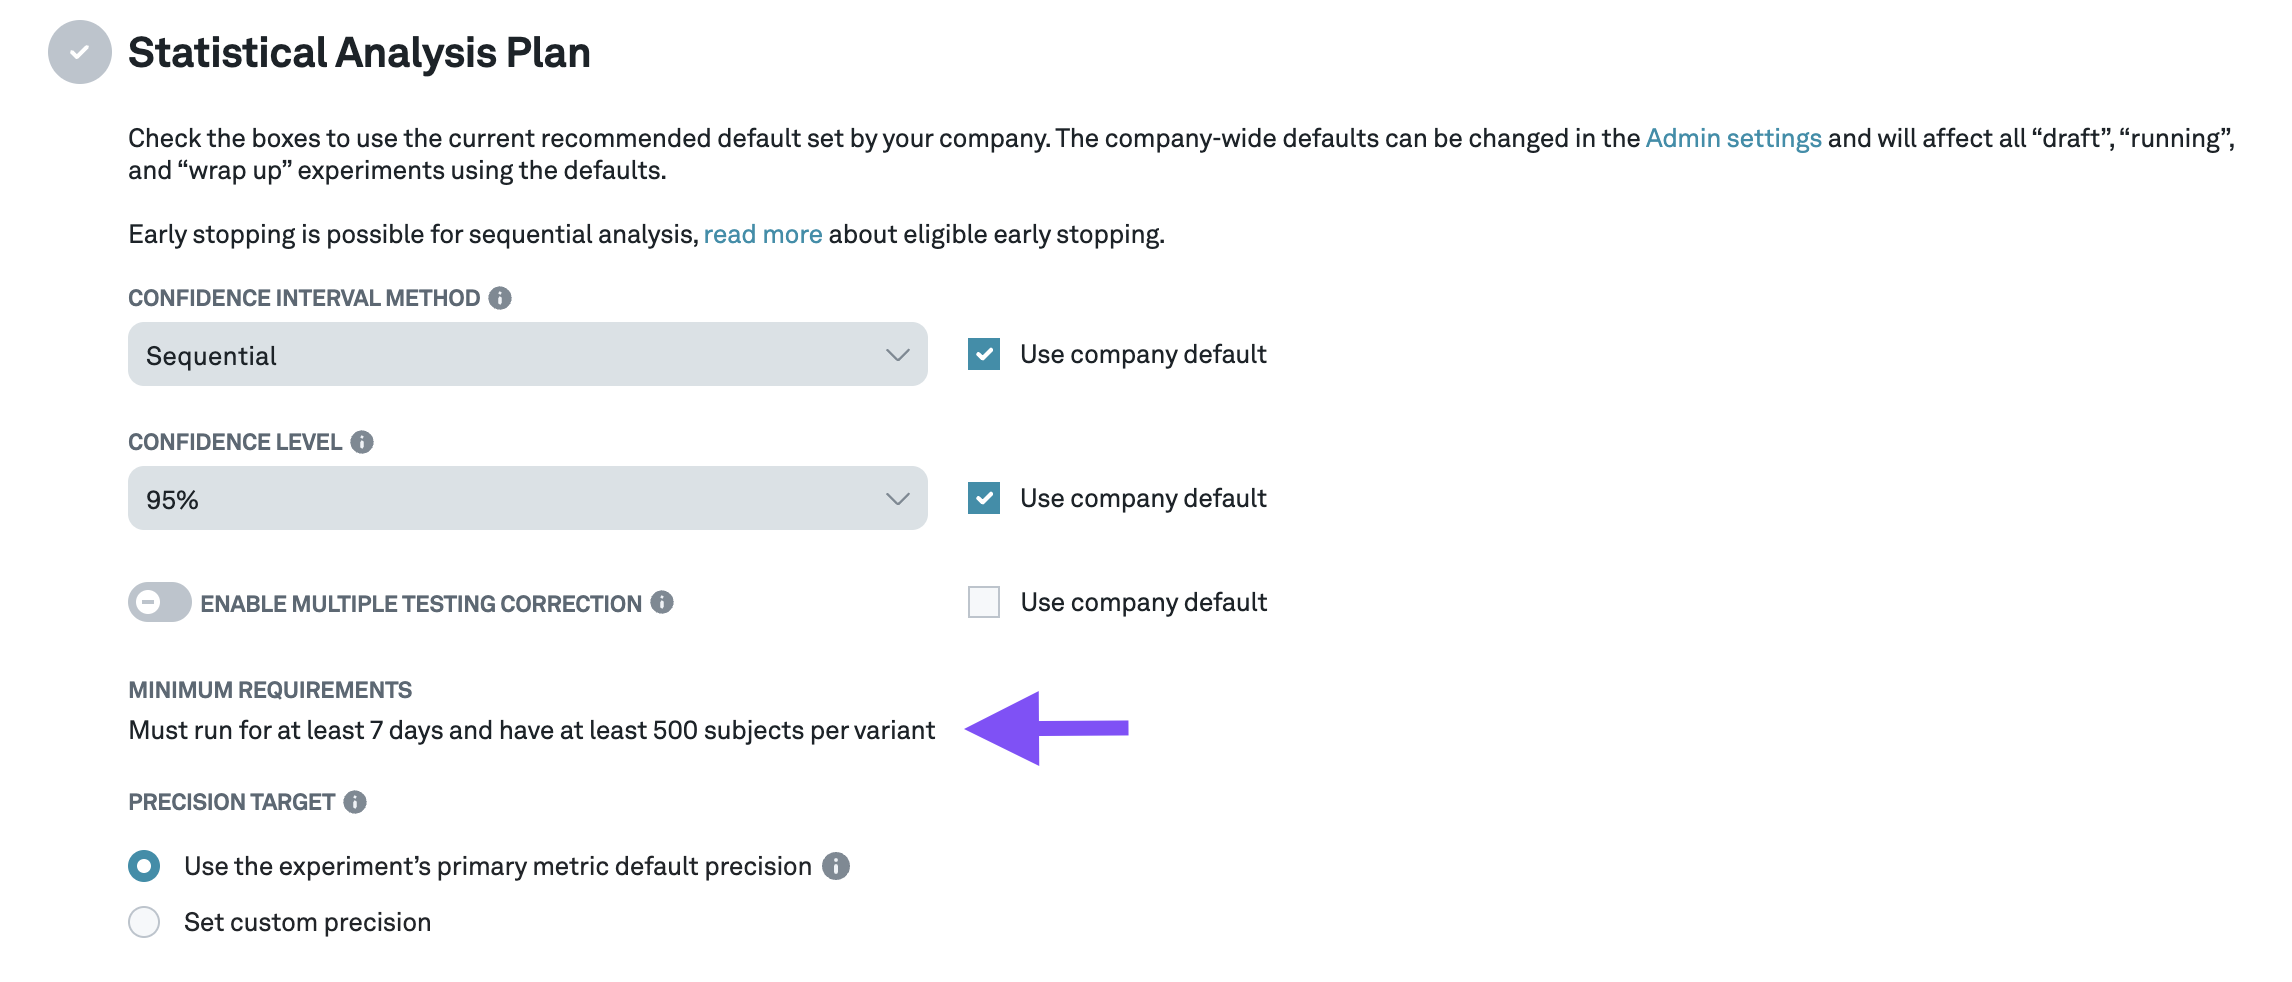 Statistical Analysis Plan
Check the boxes to use the current recommended default set by your company. The company-wide defaults can be changed in the Admin settings and will affect all “draft”, “running”,
and “wrap up” experiments using the defaults.
Early stopping is possible for sequential analysis, read more about eligible early stopping.
CONFIDENCE INTERVAL METHOD
Sequential
Use company default
CONFIDENCE LEVEL
95%
Use company default
ENABLE MULTIPLE TESTING CORRECTION
Use company default
MINIMUM REQUIREMENTS
Must run for at least 7 days and have at least 500 subjects per variant
PRECISION TARGET
Use the experiment’s primary metric default precision
Set custom precision